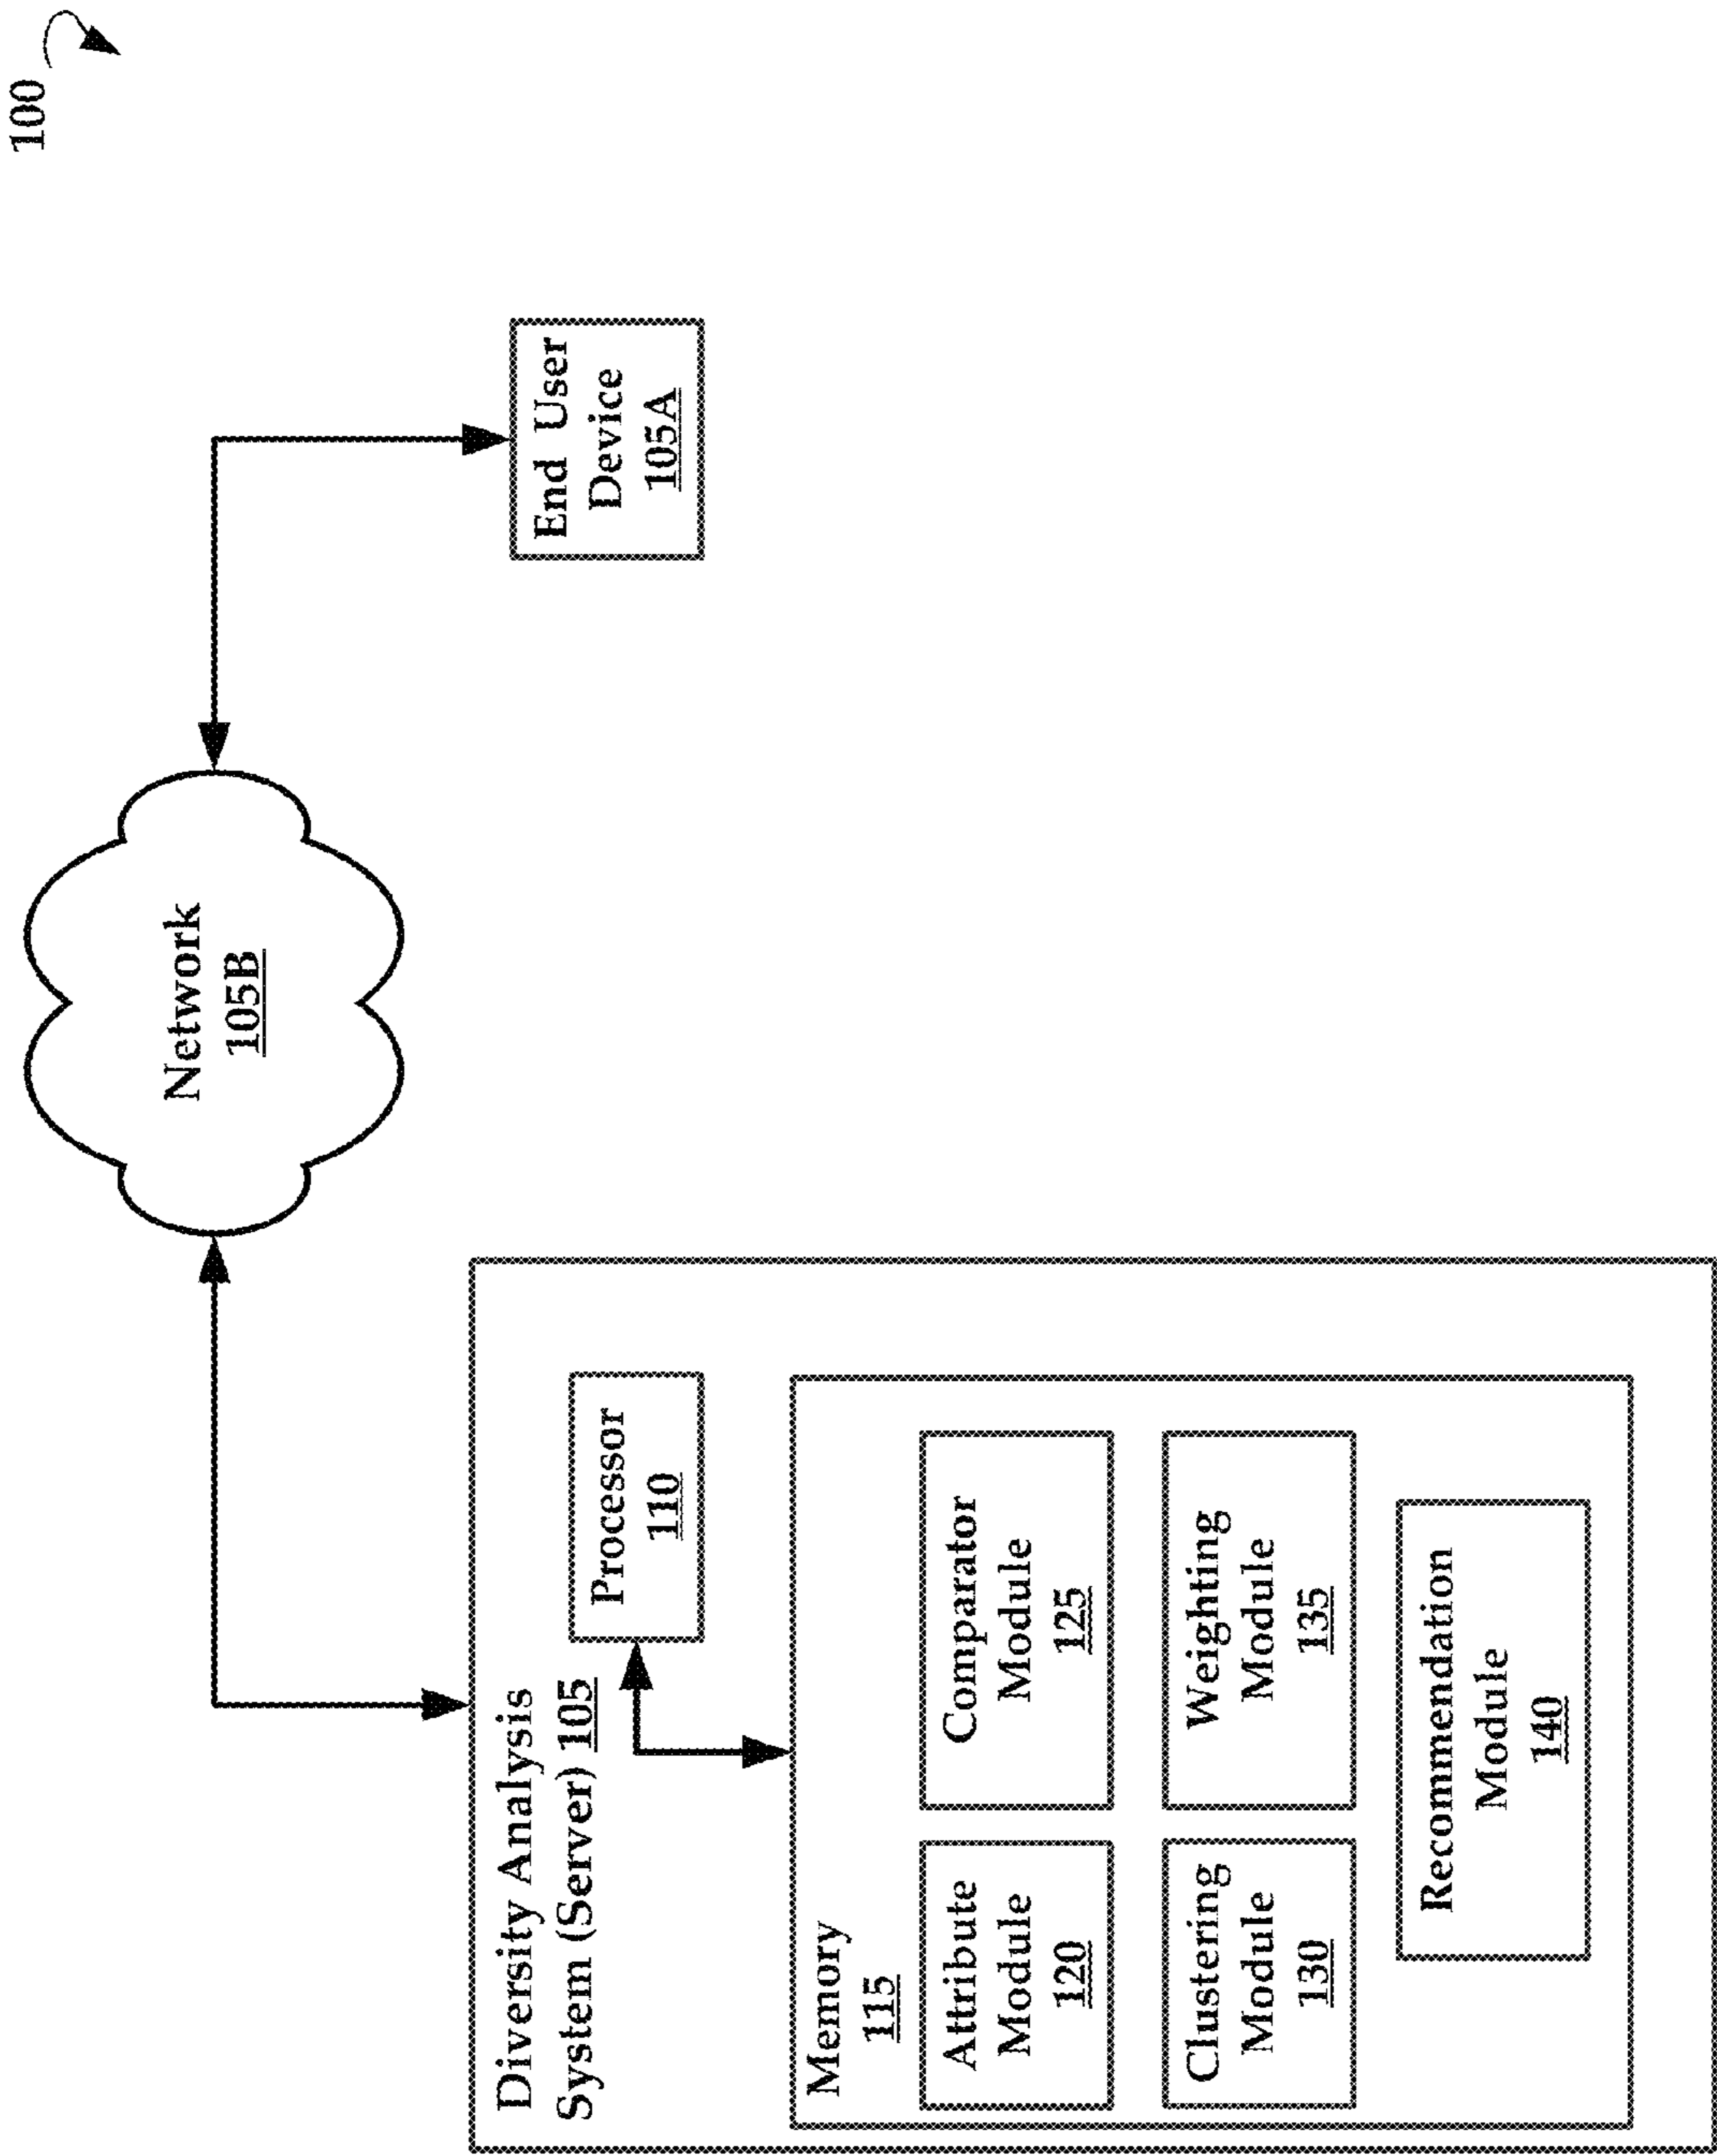 100
Network
105B
End User
Device
105A
Diversity Analysis
System (Server) 105
Processor
110
Memory
115
Attribute
Module
120
Comparator
Module
125
Clustering
Module
130
Weighting
Module
135
Recommendation
Module
140